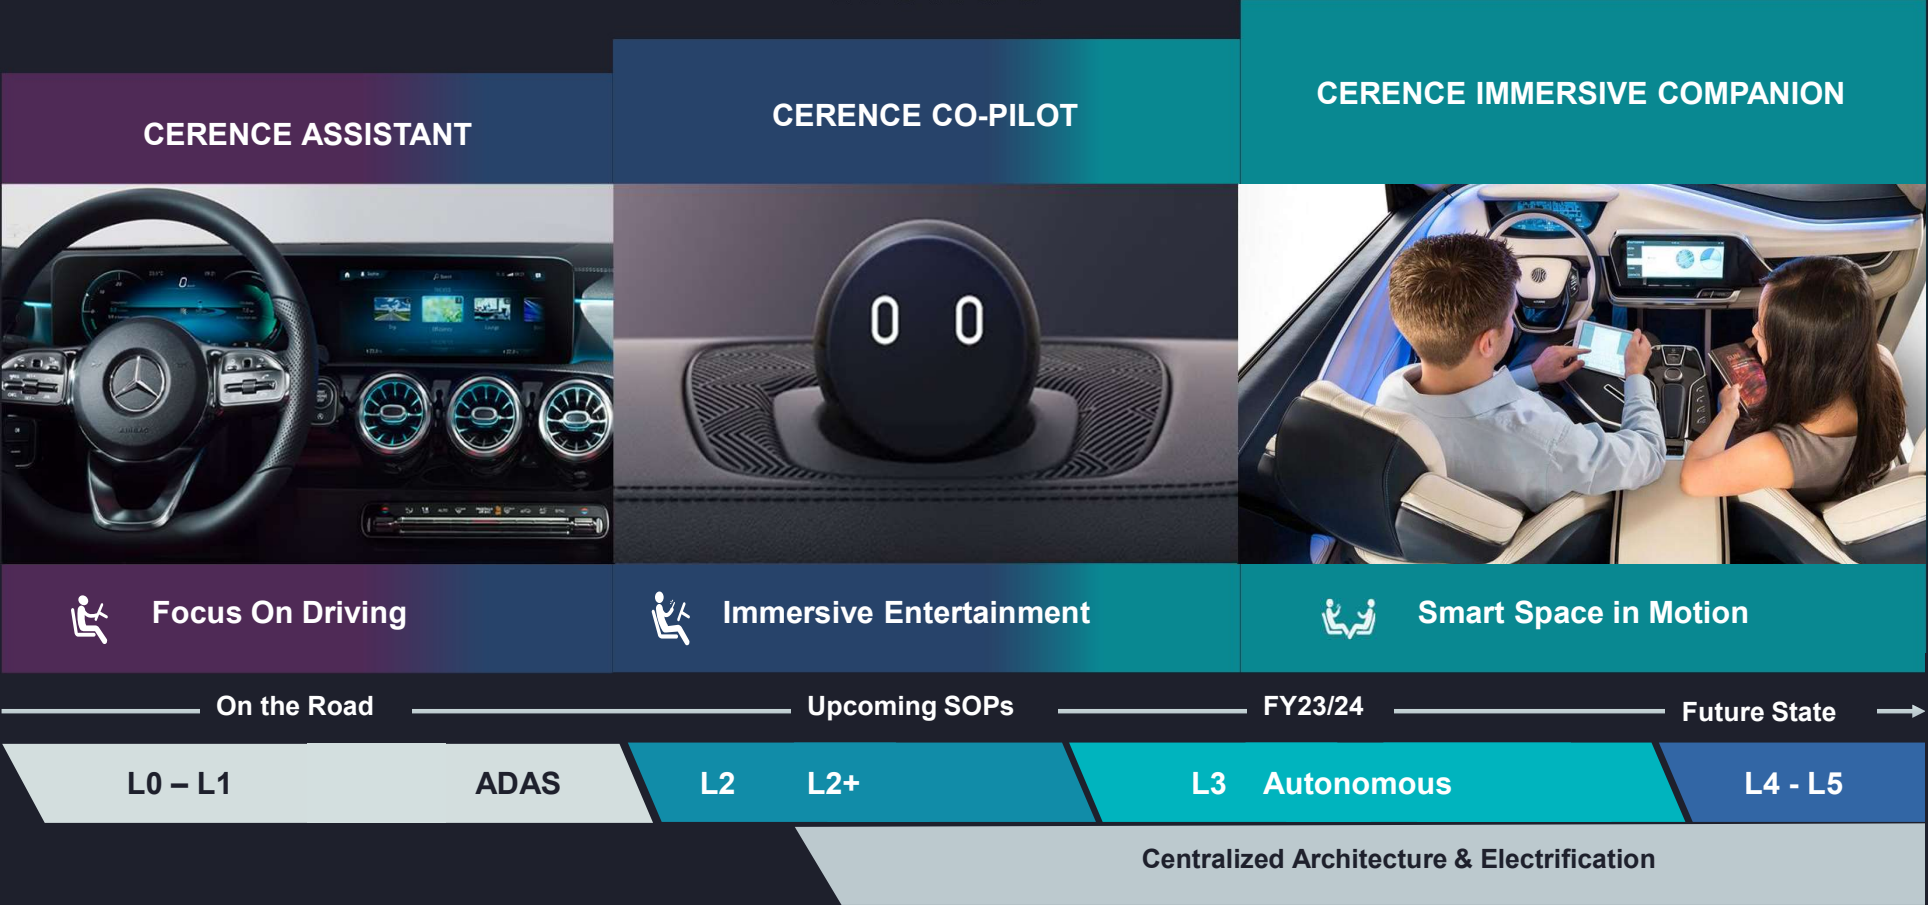 CERENCE ASSISTANT
CERENCE CO-PILOT
CERENCE IMMERSIVE COMPANION
Focus On Driving
Immersive Entertainment
Smart Space in Motion
On the Road
Upcoming SOPs
FY23/24
Future State
L0 – L1
ADAS
L2
L2+
L3
Autonomous
L4 - L5
Centralized Architecture & Electrification